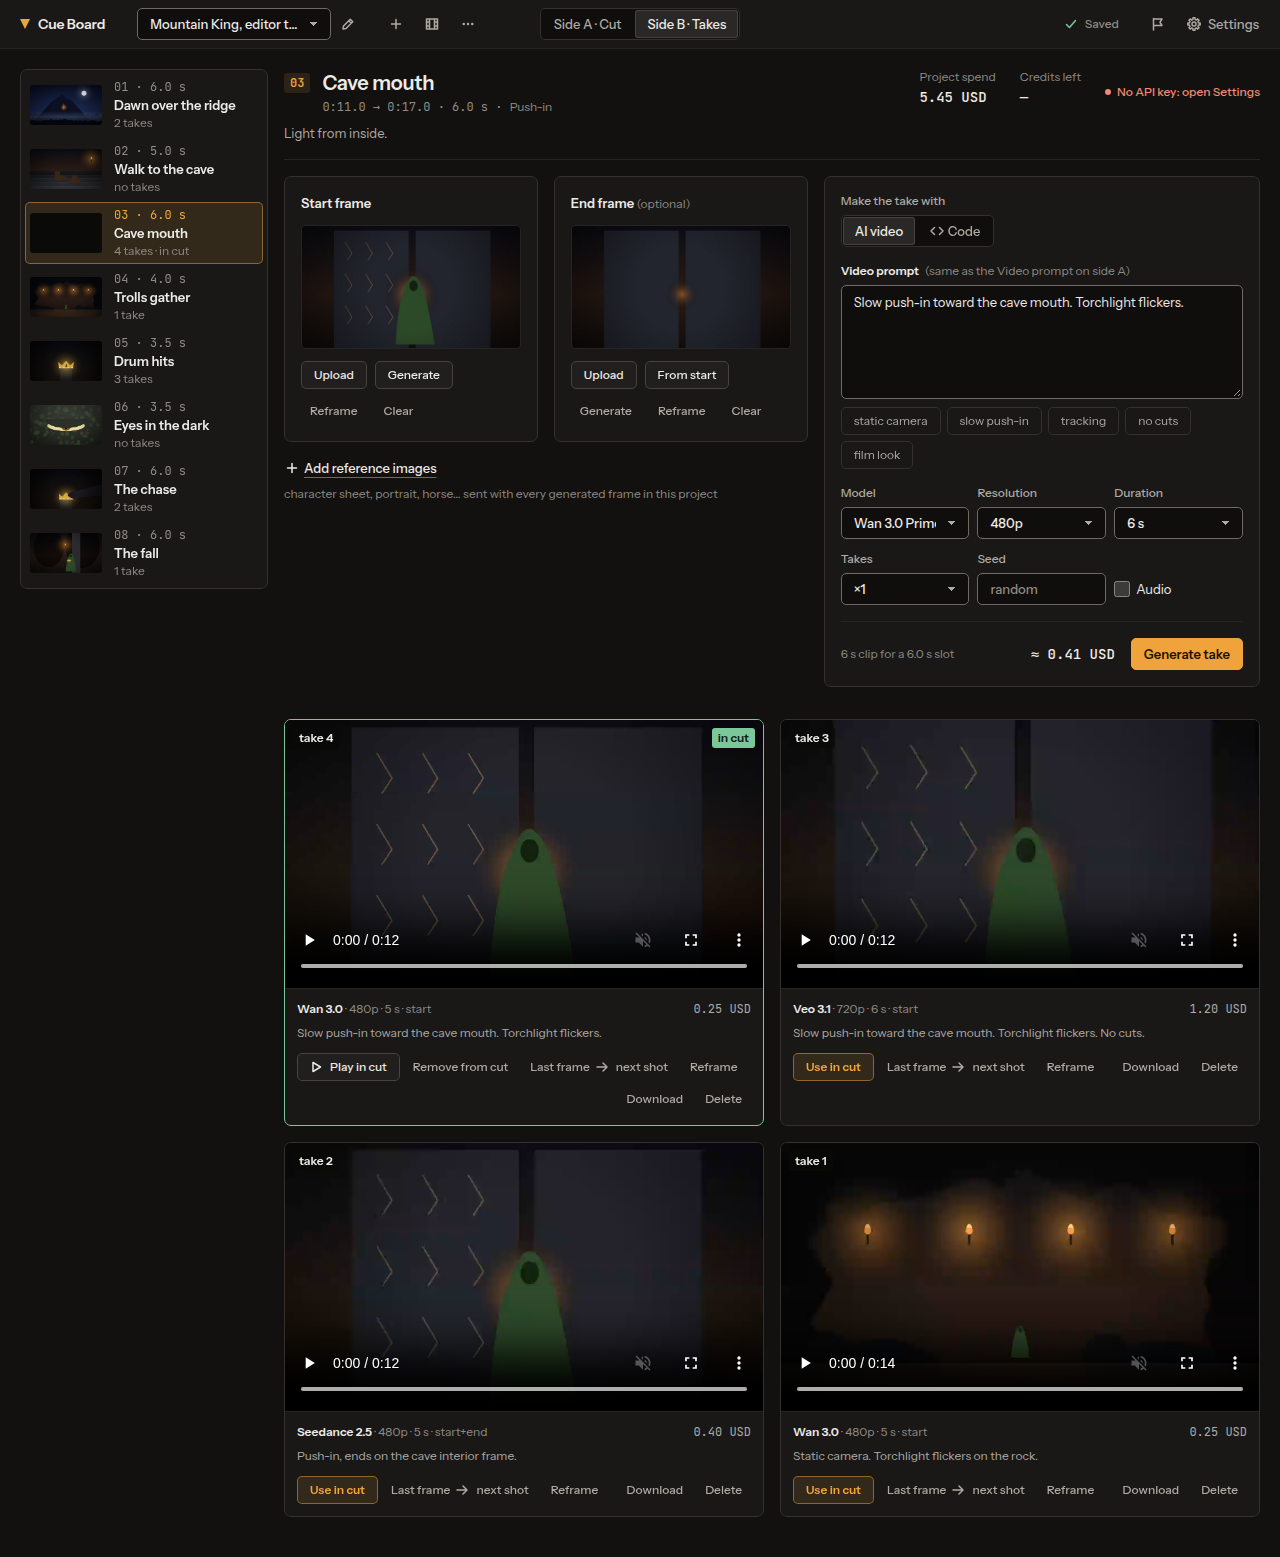 Cue Board
Mountain King, editor t...
Side A · Cut
Side B · Takes
Saved
Settings
01 · 6.0 s
Dawn over the ridge
2 takes
02 · 5.0 s
Walk to the cave
no takes
03 · 6.0 s
Cave mouth
4 takes · in cut
04 · 4.0 s
Trolls gather
1 take
05 · 3.5 s
Drum hits
3 takes
06 · 3.5 s
Eyes in the dark
no takes
07 · 6.0 s
The chase
2 takes
08 · 6.0 s
The fall
1 take
03 Cave mouth
0:11.0 → 0:17.0 · 6.0 s · Push-in
Light from inside.
Project spend
5.45 USD
Credits left
—
No API key: open Settings
Start frame
Upload
Generate
Reframe
Clear
End frame (optional)
Upload
From start
Generate
Reframe
Clear
Add reference images
character sheet, portrait, horse... sent with every generated frame in this project
Make the take with
AI video
Code
Video prompt (same as the Video prompt on side A)
Slow push-in toward the cave mouth. Torchlight flickers.
static camera
slow push-in
tracking
no cuts
film look
Model
Resolution
Duration
Wan 3.0 Prim
480p
6 s
Takes
Seed
×1
random
Audio
6 s clip for a 6.0 s slot
≈ 0.41 USD
Generate take
take 4
in cut
0:00 / 0:12
Wan 3.0 · 480p · 5 s · start
0.25 USD
Slow push-in toward the cave mouth. Torchlight flickers.
Play in cut
Remove from cut
Last frame → next shot
Reframe
Download
Delete
take 3
0:00 / 0:12
Veo 3.1 · 720p · 6 s · start
1.20 USD
Slow push-in toward the cave mouth. Torchlight flickers. No cuts.
Use in cut
Last frame → next shot
Reframe
Download
Delete
take 2
0:00 / 0:12
Seedance 2.5 · 480p · 5 s · start+end
0.40 USD
Push-in, ends on the cave interior frame.
Use in cut
Last frame → next shot
Reframe
Download
Delete
take 1
0:00 / 0:14
Wan 3.0 · 480p · 5 s · start
0.25 USD
Static camera. Torchlight flickers on the rock.
Use in cut
Last frame → next shot
Reframe
Download
Delete